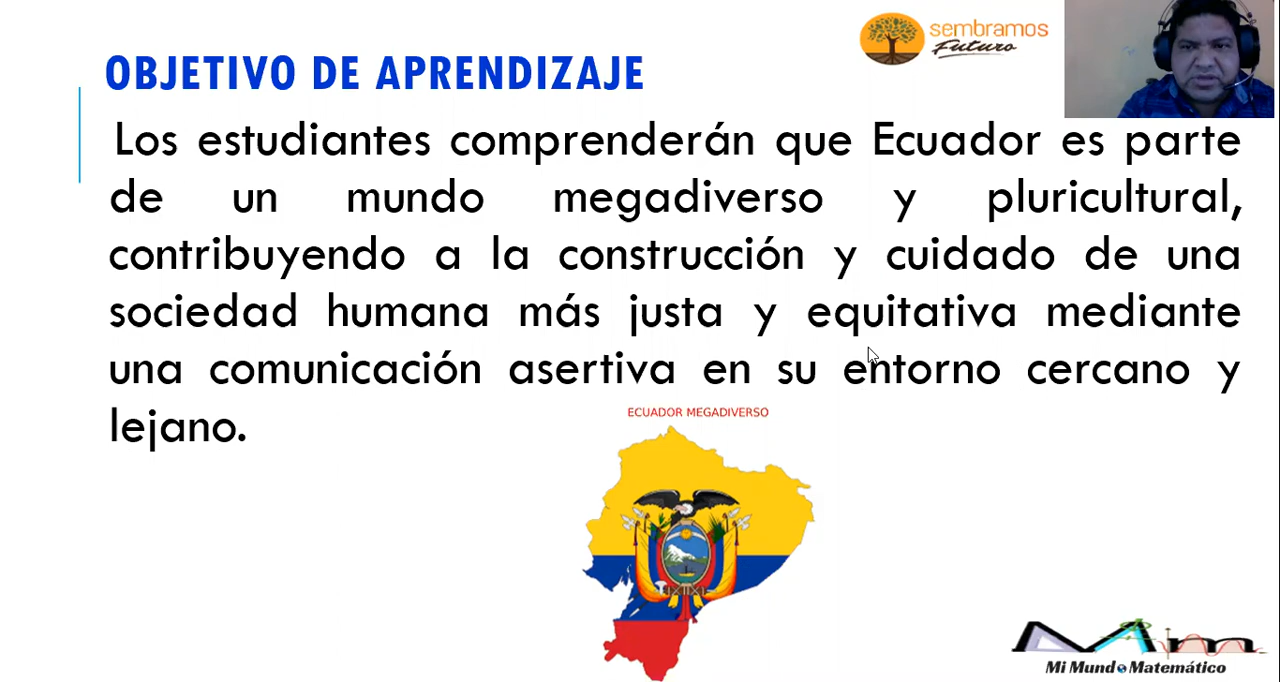 sembramos
Futuro
OBJETIVO DE APRENDIZAJE
Los estudiantes comprenderán que Ecuador es parte
de un mundo megadiverso y pluricultural,
contribuyendo a la construcción y cuidado de una
sociedad humana más justa y equitativa mediante
una comunicación asertiva en su entorno cercano y
lejano.
ECUADOR MEGADIVERSO
Mim
Mi Mundo Matemático